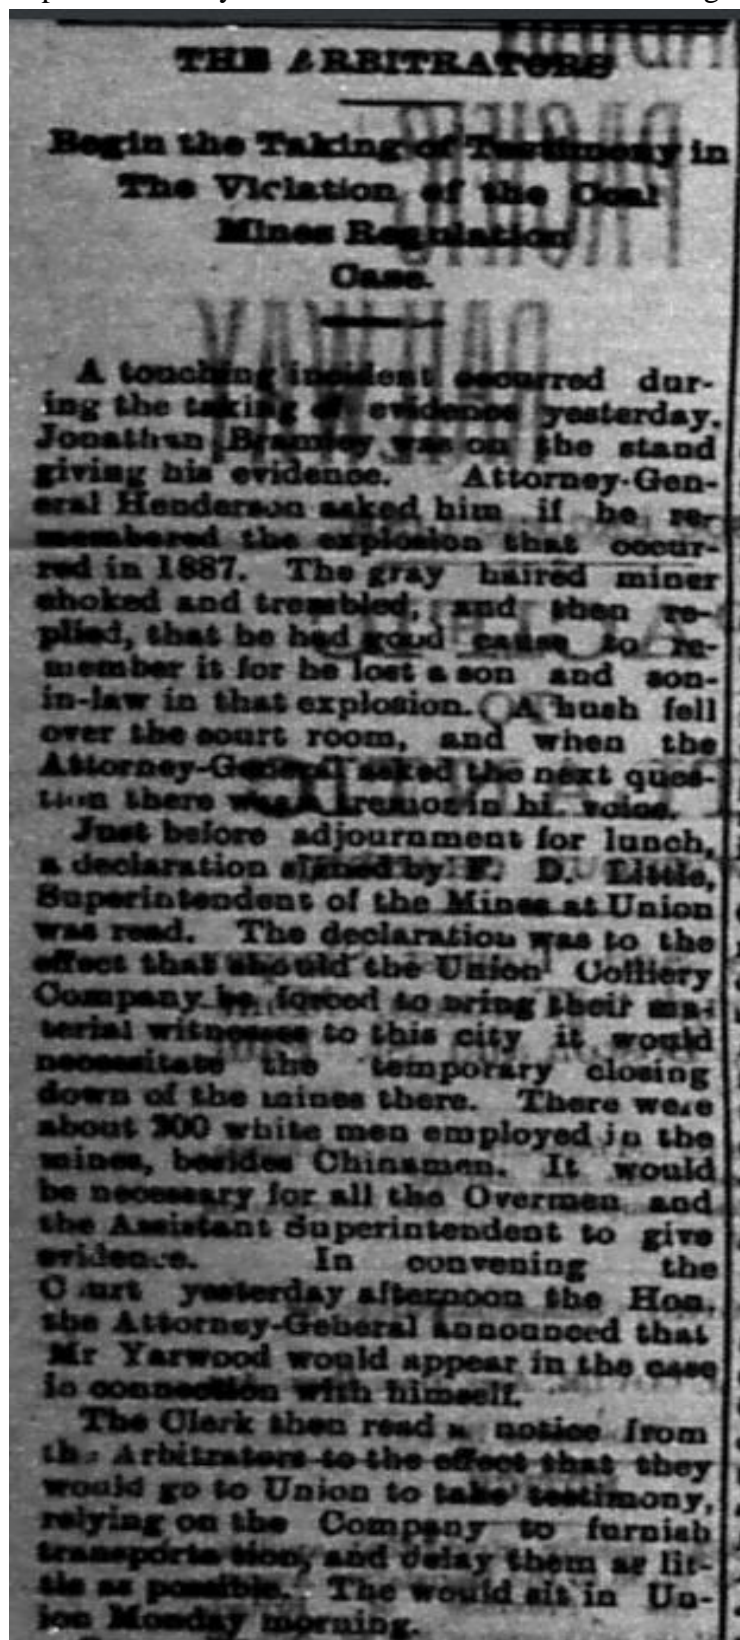 THE ARBITRATORS
Begin the Taking of Testimony in
The Viclation of the Coal
Mines Regulation
Case.
A touching incident occurred dur-
ing the taking of evidence yesterday.
Jonathan Bramley was on the stand
giving his evidence. Attorney-Gen-
eral Henderson asked him if he re-
membered the explosion that occur-
red in 1887. The gray haired miner
choked and trembled, and then re-
plied, that he had good cause to re-
member it for he lost a son and son-
in-law in that explosion. A hush fell
over the court room, and when the
Attorney-General asked the next ques-
tion there was a tremor in hi voice.
Just before adjournment for lunch,
a declaration signed by F. D. Little,
Superintendent of the Mines at Union
was read. The declaration was to the
effect that should the Union Colliery
Company be forced to bring their ma-
terial witnesses to this city it would
necessitate the temporary closing
down of the mines there. There were
about 300 white men employed in the
mines, besides Chinamen. It would
be necessary for all the Overmen and
the Assistant Superintendent to give
evidence. In convening the
Court yesterday afternoon the Hon.
the Attorney-General announced that
Mr Yarwood would appear in the case
in connection with himself.
The Clerk then read a notice from
the Arbitrators to the effect that they
would go to Union to take testimony,
relying on the Company to furnish
transporta tion, and delay them as lit-
tle as possible. The would sit in Un-
ion Monday morning.